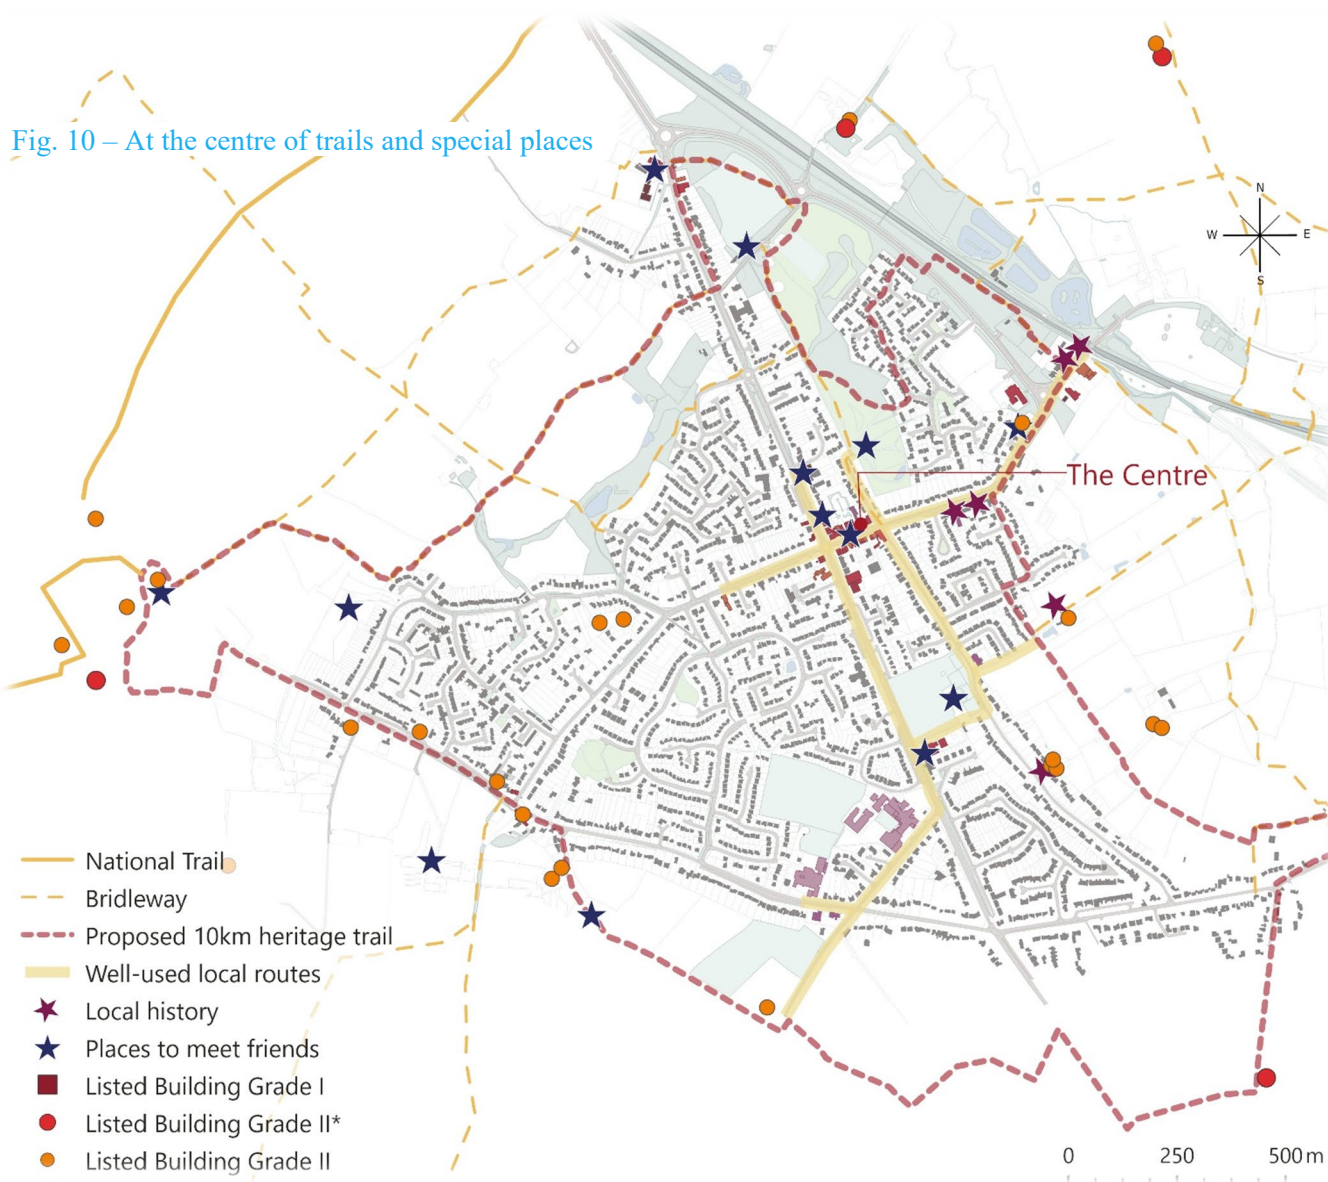 Fig. 10 – At the centre of trails and special places
N
W E
S
The Centre
National Trail
Bridleway
Proposed 10km heritage trail
Well-used local routes
Local history
Places to meet friends
Listed Building Grade I
Listed Building Grade II*
Listed Building Grade II
0 250 500m